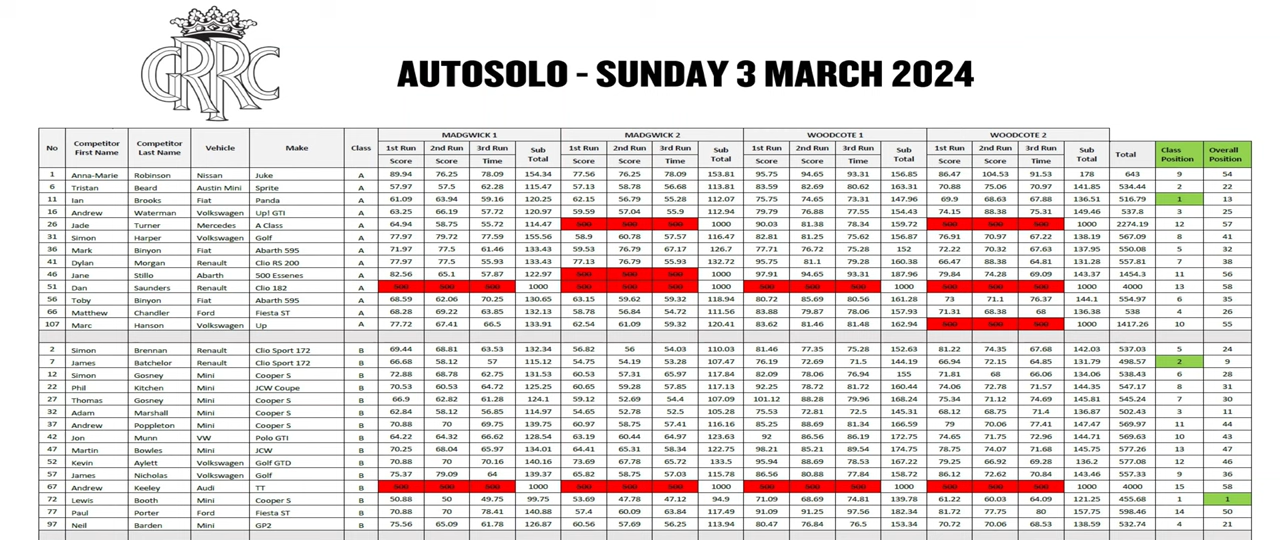 GRRC
AUTOSOLO - SUNDAY 3 MARCH 2024
MADGWICK 1 MADGWICK 2 WOODCOTE 1 WOODCOTE 2
No Competitor First Name Competitor Last Name Vehicle Make Class 1st Run Score 2nd Run Score 3rd Run Time Sub Total 1st Run Score 2nd Run Score 3rd Run Time Sub Total 1st Run Score 2nd Run Score 3rd Run Time Sub Total 1st Run Score 2nd Run Score 3rd Run Time Sub Total Total Class Position Overall Position
1 Anna-Marie Robinson Nissan Juke A 89.94 76.25 78.09 154.34 77.56 76.25 78.09 153.81 95.75 94.65 93.31 156.85 86.47 104.53 91.53 178 643 9 54
6 Tristan Beard Austin Mini Sprite A 57.97 57.5 62.28 115.47 57.13 58.78 56.68 113.81 83.59 82.69 80.62 163.31 70.88 75.06 70.97 141.85 534.44 2 22
11 Ian Brooks Fiat Panda A 61.09 63.94 59.16 120.25 62.15 56.79 55.28 112.07 75.75 74.65 73.31 147.96 69.9 68.63 67.88 136.51 516.79 1 13
16 Andrew Waterman Volkswagen Up! GTI A 63.25 66.19 57.72 120.97 59.59 57.04 55.9 112.94 79.79 76.88 77.55 154.43 74.15 88.38 75.31 149.46 537.8 3 25
26 Jade Turner Mercedes A Class A 64.94 58.75 55.72 114.47 500 500 500 1000 90.03 81.38 78.34 159.72 500 500 500 1000 2274.19 12 57
31 Simon Harper Volkswagen Golf A 77.97 79.72 77.59 155.56 58.9 60.78 57.57 116.47 82.81 81.25 75.62 156.87 76.91 70.97 67.22 138.19 567.09 8 41
36 Mark Binyon Fiat Abarth 595 A 71.97 77.5 61.46 133.43 59.53 76.79 67.17 126.7 77.71 76.72 75.28 152 72.22 70.32 67.63 137.95 550.08 5 32
41 Dylan Morgan Renault Clio RS 200 A 77.97 77.5 55.93 133.43 77.13 76.79 55.93 132.72 95.75 81.1 79.28 160.38 66.47 88.38 64.81 131.28 557.81 7 38
46 Jane Stillo Abarth 500 Essenes A 82.56 65.1 57.87 122.97 500 500 500 1000 97.91 94.65 93.31 187.96 79.84 74.28 69.09 143.37 1454.3 11 56
51 Dan Saunders Renault Clio 182 A 500 500 500 1000 500 500 500 1000 500 500 500 1000 500 500 500 1000 4000 13 58
56 Toby Binyon Fiat Abarth 595 A 68.59 62.06 70.25 130.65 63.15 59.62 59.32 118.94 80.72 85.69 80.56 161.28 73 71.1 76.37 144.1 554.97 6 35
66 Matthew Chandler Ford Fiesta ST A 68.28 69.22 63.85 132.13 58.78 56.84 54.72 111.56 83.88 79.87 78.06 157.93 71.31 68.38 68 136.38 538 4 26
107 Marc Hanson Volkswagen Up A 77.72 67.41 66.5 133.91 62.54 61.09 59.32 120.41 83.62 81.46 81.48 162.94 500 500 500 1000 1417.26 10 55
2 Simon Brennan Renault Clio Sport 172 B 69.44 68.81 63.53 132.34 56.82 56 54.03 110.03 81.46 77.35 75.28 152.63 81.22 74.35 67.68 142.03 537.03 5 24
7 James Batchelor Renault Clio Sport 172 B 66.68 58.12 57 115.12 54.75 54.19 53.28 107.47 76.19 72.69 71.5 144.19 66.94 72.15 64.85 131.79 498.57 2 9
12 Simon Gosney Mini Cooper S B 72.88 68.78 62.75 131.53 60.53 57.31 65.97 117.84 82.09 78.06 76.94 155 71.81 68 66.06 134.06 538.43 6 28
22 Phil Kitchen Mini JCW Coupe B 70.53 60.53 64.72 125.25 60.65 59.28 57.85 117.13 92.25 78.72 81.72 160.44 74.06 72.78 71.57 144.35 547.17 8 31
27 Thomas Gosney Mini Cooper S B 66.9 62.82 61.28 124.1 59.12 52.69 54.4 107.09 101.12 88.28 79.96 168.24 75.34 71.12 74.69 145.81 545.24 7 30
32 Adam Marshall Mini Cooper S B 62.84 58.12 56.85 114.97 54.65 52.78 52.5 105.28 75.53 72.81 72.5 145.31 68.12 68.75 71.4 136.87 502.43 3 11
37 Andrew Poppleton Mini Cooper S B 70.88 70 69.75 139.75 60.97 58.75 57.41 116.16 85.25 88.69 81.34 166.59 79 70.06 77.41 147.47 569.97 11 44
42 Jon Munn VW Polo GTI B 64.22 64.32 66.62 128.54 63.19 60.44 64.97 123.63 92 86.56 86.19 172.75 74.65 71.75 72.96 144.71 569.63 10 43
47 Martin Bowles Mini JCW B 70.25 68.04 65.97 134.01 64.41 65.31 58.34 122.75 98.21 85.21 89.54 174.75 78.75 74.07 71.68 145.75 577.26 13 47
52 Kevin Aylett Volkswagen Golf GTD B 70.88 70 70.16 140.16 73.69 67.78 65.72 133.5 95.94 88.69 78.53 167.22 79.25 66.92 69.28 136.2 577.08 12 46
57 James Nicholas Volkswagen Golf B 75.37 79.09 64 139.37 65.82 58.75 57.03 115.78 86.56 80.88 77.84 158.72 86.12 72.62 70.84 143.46 557.33 9 36
67 Andrew Keeley Audi TT B 500 500 500 1000 500 500 500 1000 500 500 500 1000 500 500 500 1000 4000 15 58
72 Lewis Booth Mini Cooper S B 50.88 50 49.75 99.75 53.69 47.78 47.12 94.9 71.09 68.69 74.81 139.78 61.22 60.03 64.09 121.25 455.68 1 1
77 Paul Porter Ford Fiesta ST B 70.88 70 78.41 140.88 57.4 60.09 63.84 117.49 91.09 91.25 97.56 182.34 81.72 77.75 80 157.75 598.46 14 50
97 Neil Barden Mini GP2 B 75.56 65.09 61.78 126.87 60.56 57.69 56.25 113.94 80.47 76.84 76.5 153.34 70.72 70.06 68.53 138.59 532.74 4 21